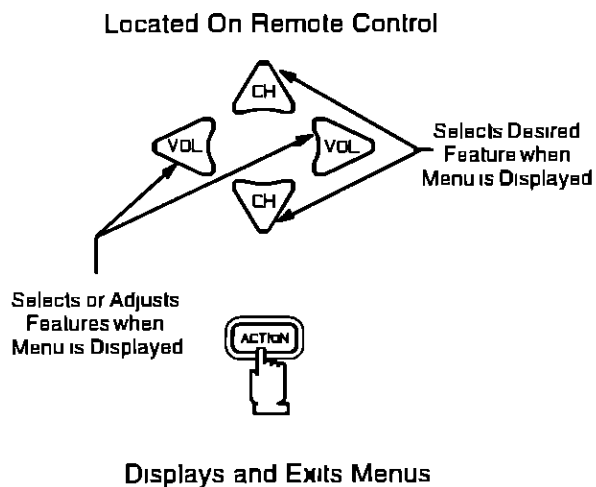 Located On Remote Control
CH
VOL
VOL
CH
Selects Desired
Feature when
Menu is Displayed
Selects or Adjusts
Features when
Menu is Displayed
ACTION
Displays and Exits Menus